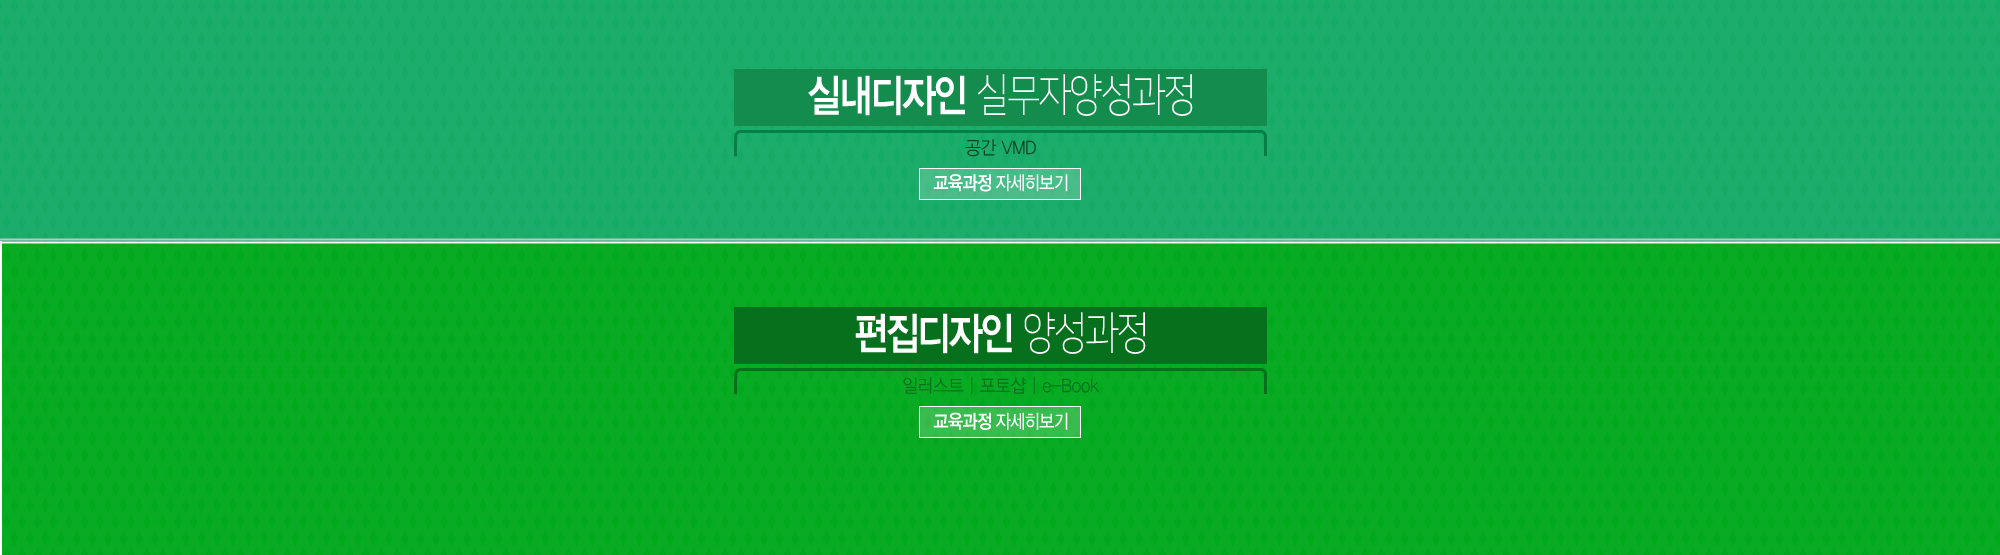 실내디자인 실무자양성과정
공간 VMD
교육과정 자세히보기
편집디자인 양성과정
일러스트 | 포토샵 | e-Book
교육과정 자세히보기